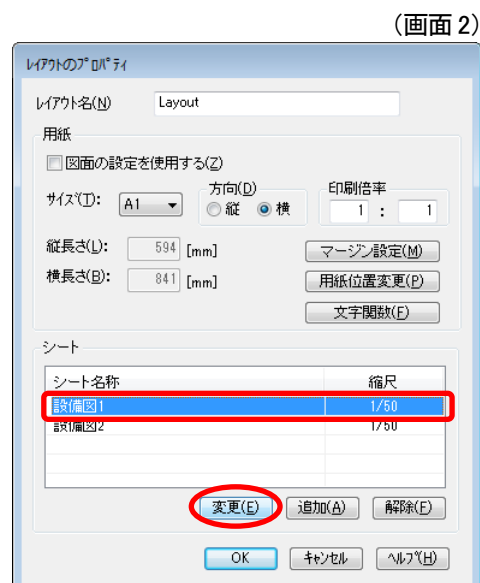 （画面 2）
ﾚｲｱｳﾄのﾌﾟﾛﾊﾟﾃｨ
ﾚｲｱｳﾄ名(N) Layout
用紙
図面の設定を使用する(Z)
ｻｲｽﾞ(T): A1 方向(D) 縦 横 印刷倍率 1 : 1
縦長さ(L): 594 [mm] マージン設定(M)
横長さ(B): 841 [mm] 用紙位置変更(P)
文字関数(F)
シート
シート名称 縮尺
設備図1 1/50
設備図2 1/50
変更(E) 追加(A) 解除(F)
OK ｷｬﾝｾﾙ ﾍﾙﾌﾟ(H)